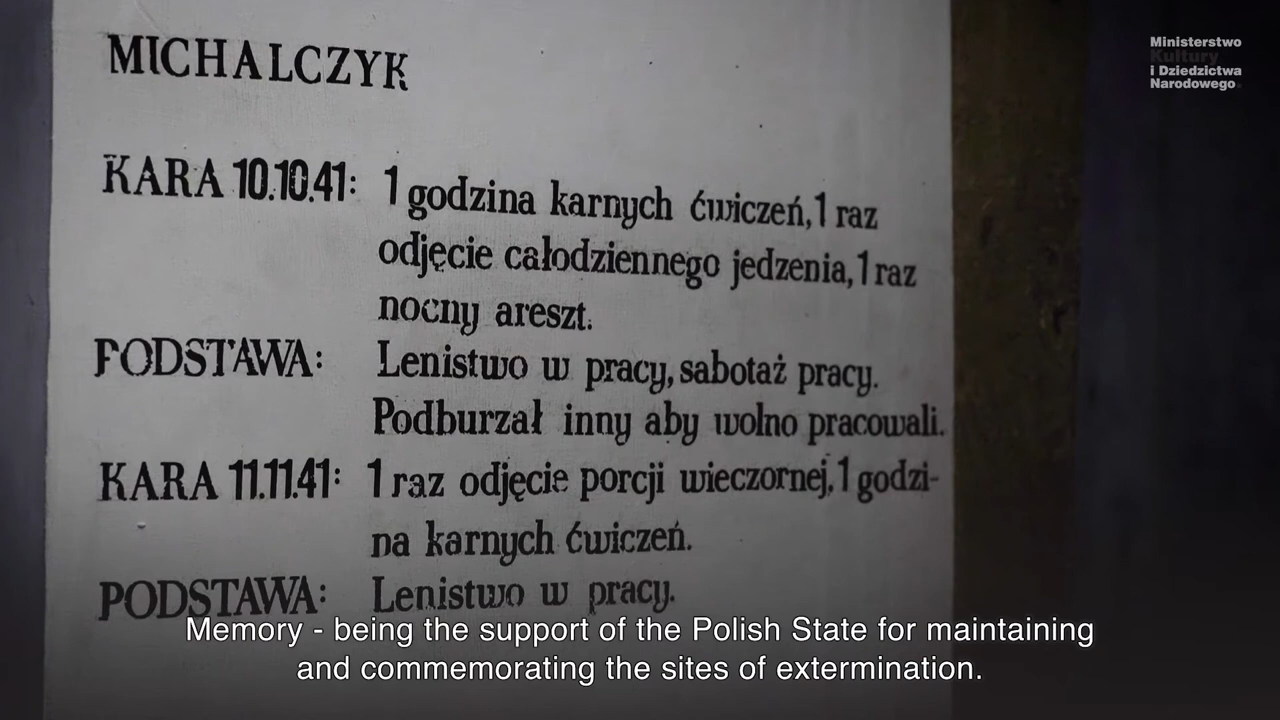 MICHALCZYK
KARA 10.10.41: 1 godzina karnych ćwiczeń, 1 raz
odjęcie całodziennego jedzenia, 1 raz
nocny areszt.
PODSTAWA: Lenistwo w pracy, sabotaż pracy.
Podburzał inny aby wolno pracowali.
KARA 11.11.41: 1 raz odjęcie porcji wieczornej, 1 godzi-
na karnych ćwiczeń.
PODSTAWA: Lenistwo w pracy.
Memory - being the support of the Polish State for maintaining
and commemorating the sites of extermination.
Ministerstwo
Kultury
i Dziedzictwa
Narodowego